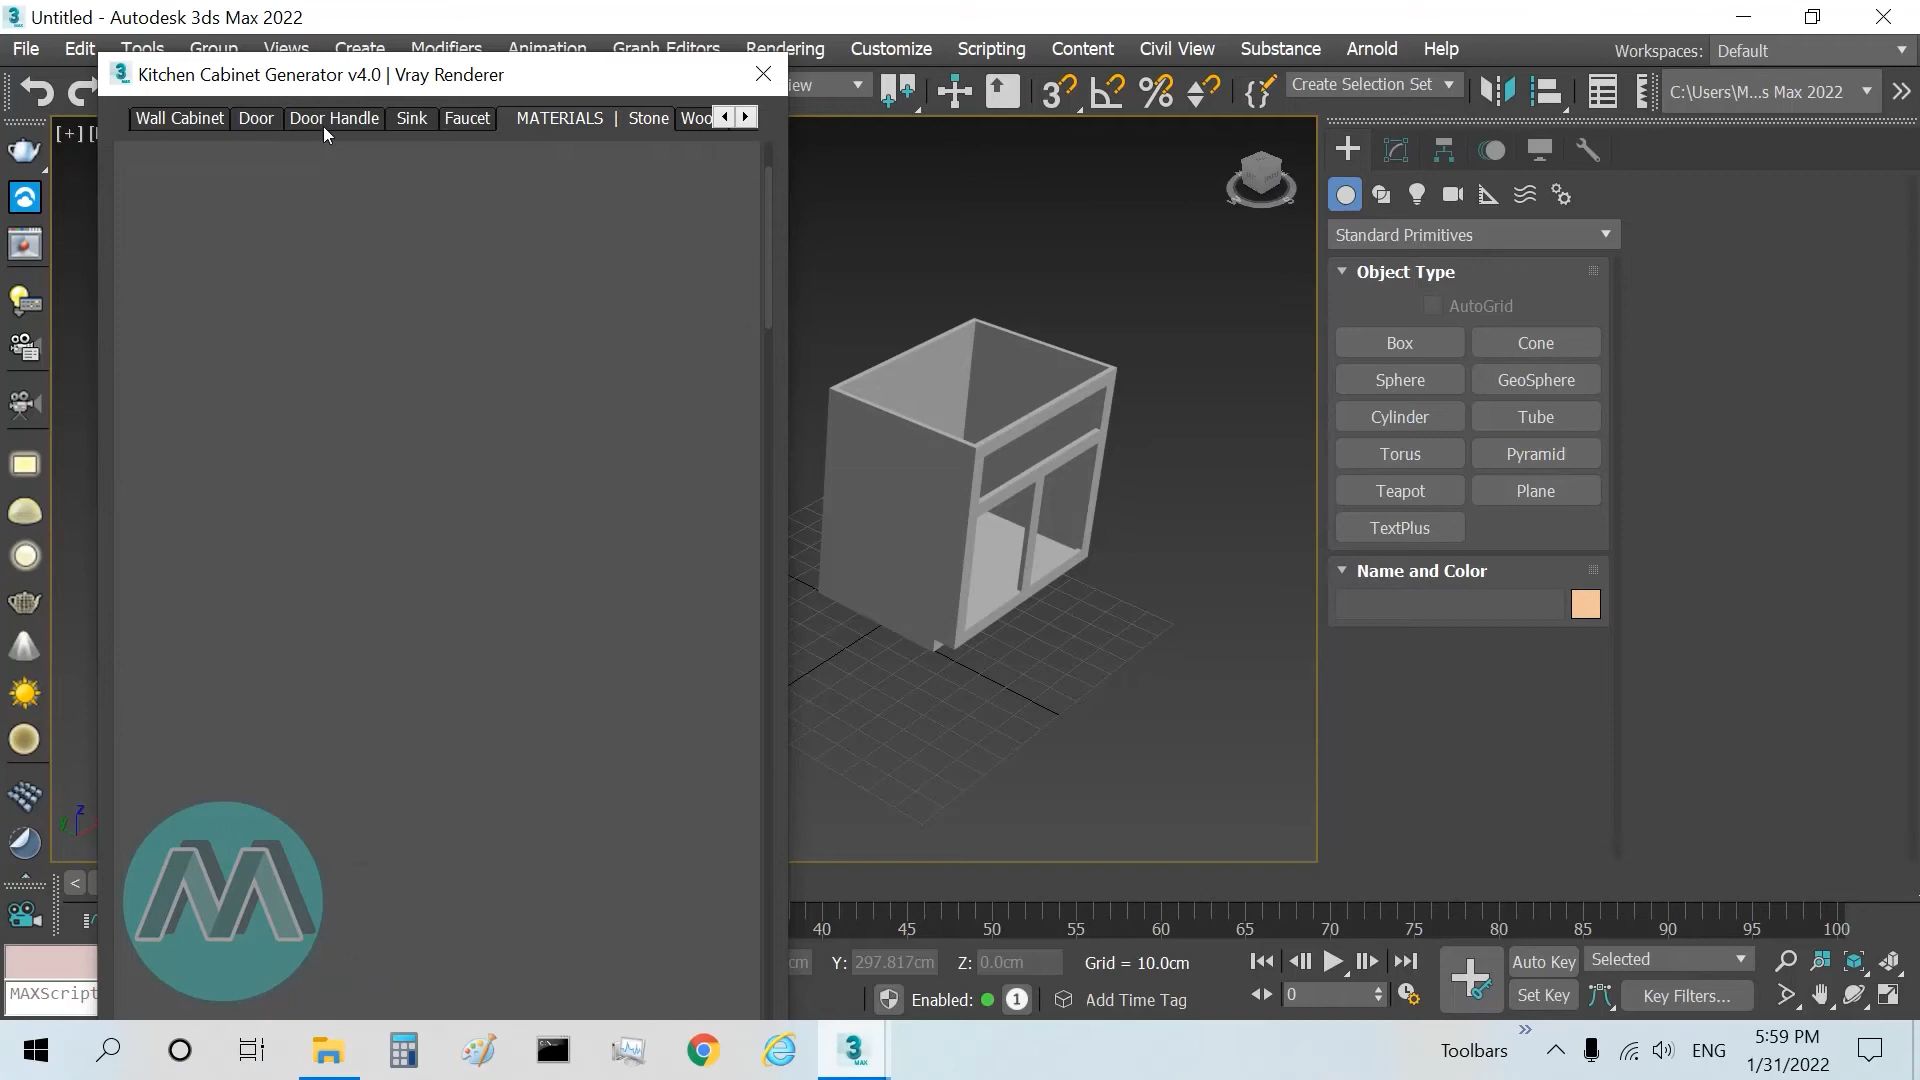 Untitled - Autodesk 3ds Max 2022
File Edit Tools Group Views Create Modifiers Animation Graph Editors Rendering Customize Scripting Content Civil View Substance Arnold Help
Workspaces: Default
Kitchen Cabinet Generator v4.0 | Vray Renderer
Create Selection Set
C:\Users\M...s Max 2022
Wall Cabinet Door Door Handle Sink Faucet MATERIALS | Stone Woo
[+]
Standard Primitives
Object Type
AutoGrid
Box Cone
Sphere GeoSphere
Cylinder Tube
Torus Pyramid
Teapot Plane
TextPlus
Name and Color
z
40 45 50 55 60 65 70 75 80 85 90 95 100
cm Y: 297.817cm Z: 0.0cm Grid = 10.0cm
Auto Key Selected
MAXScript
Enabled: 1 Add Time Tag
0
Set Key Key Filters...
Toolbars
ENG
5:59 PM
1/31/2022